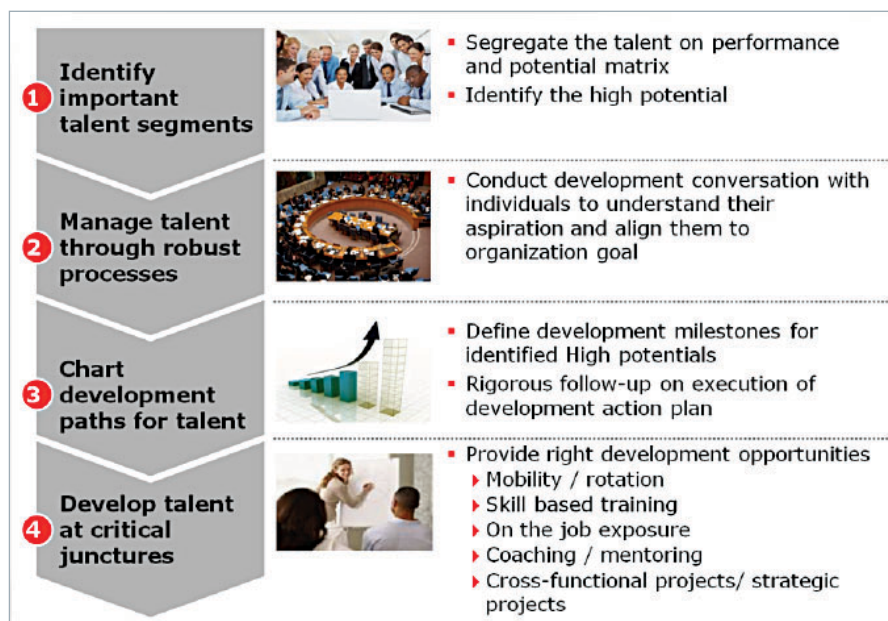 1
Identify
important
talent segments
Segregate the talent on performance
and potential matrix
Identify the high potential
2
Manage talent
through robust
processes
Conduct development conversation with
individuals to understand their
aspiration and align them to
organization goal
3
Chart
development
paths for talent
Define development milestones for
identified High potentials
Rigorous follow-up on execution of
development action plan
4
Develop talent
at critical
junctures
Provide right development opportunities
Mobility / rotation
Skill based training
On the job exposure
Coaching / mentoring
Cross-functional projects/ strategic
projects